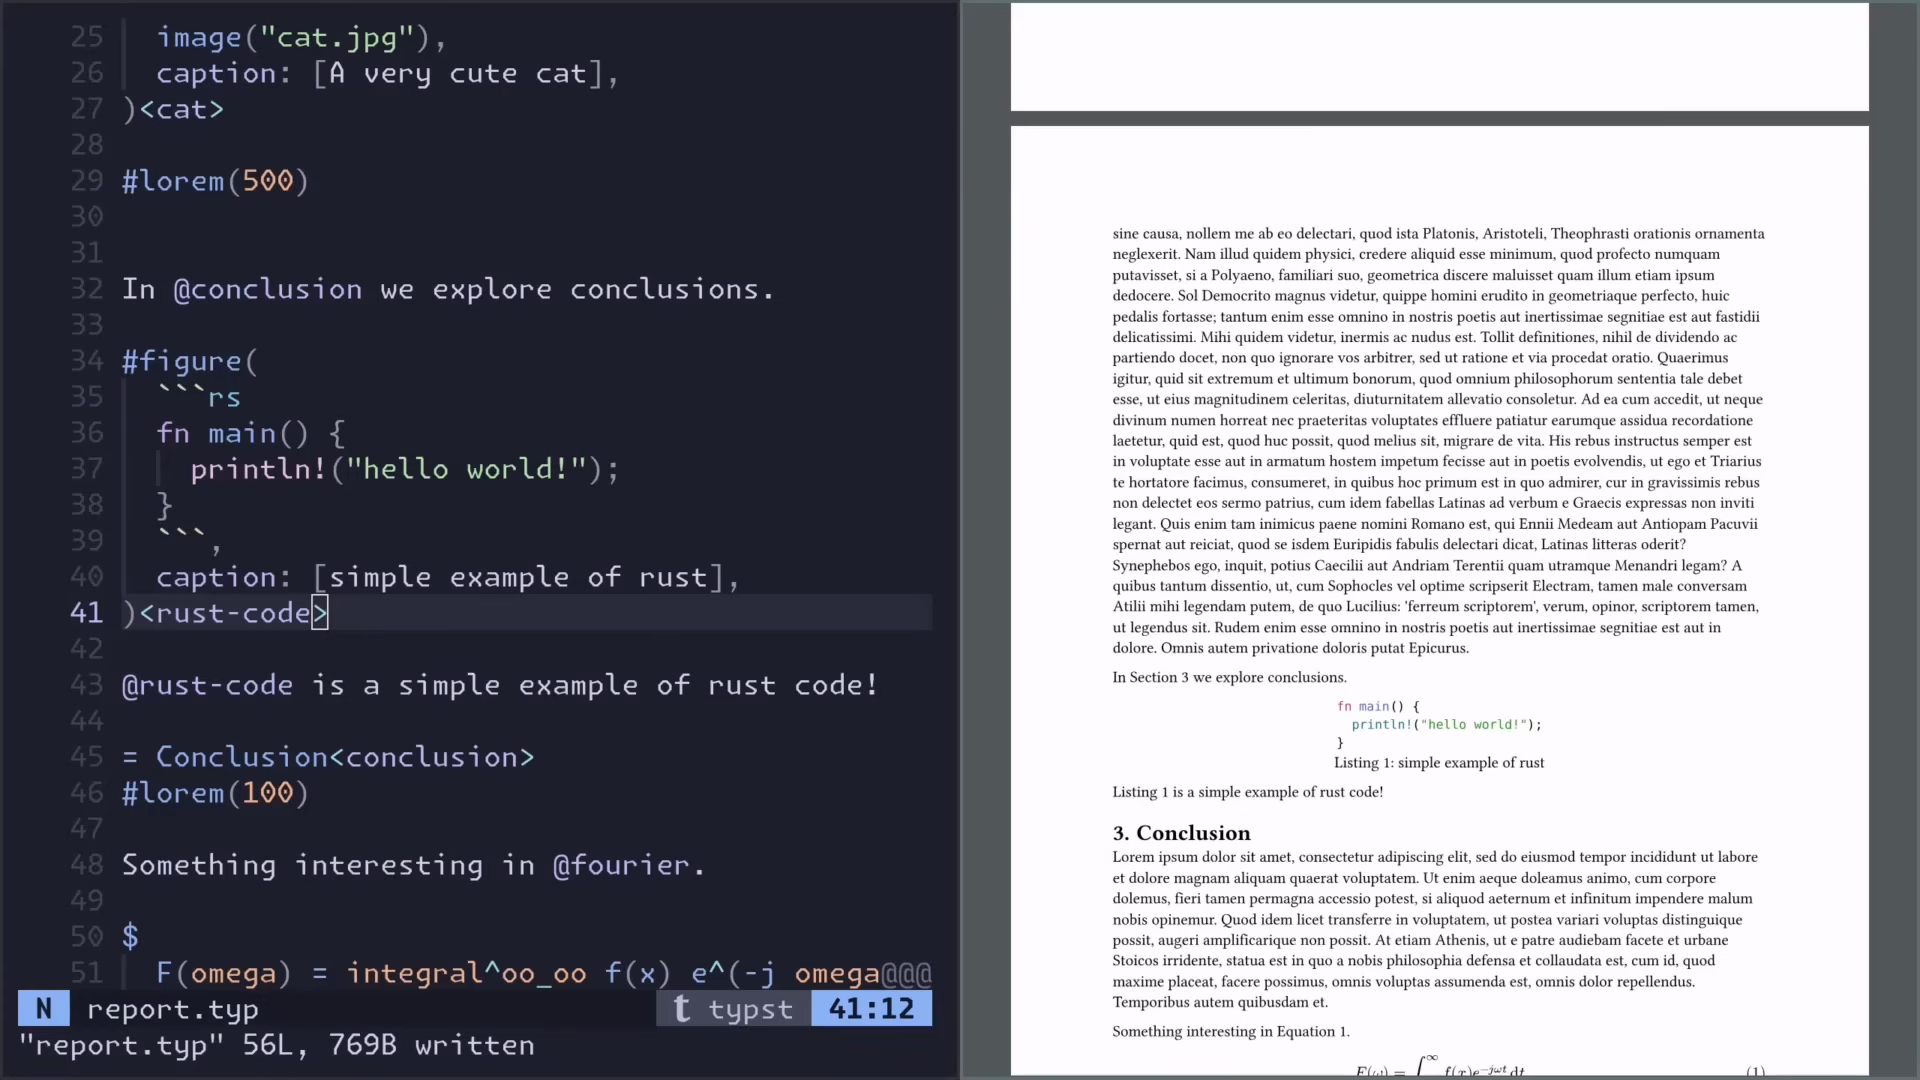 25 image("cat.jpg"),
26 caption: [A very cute cat],
27 )<cat>
28
29 #lorem(500)
30
31
32 In @conclusion we explore conclusions.
33
34 #figure(
35 ```rs
36 fn main() {
37 println!("hello world!");
38 }
39 ```,
40 caption: [simple example of rust],
41 )<rust-code>
42
43 @rust-code is a simple example of rust code!
44
45 = Conclusion<conclusion>
46 #lorem(100)
47
48 Something interesting in @fourier.
49
50 $
51 F(omega) = integral^oo_oo f(x) e^(-j omega@@@
N report.typ t typst 41:12
"report.typ" 56L, 769B written
sine causa, nollem me ab eo delectari, quod ista Platonis, Aristoteli, Theophrasti orationis ornamenta
neglexerit. Nam illud quidem physici, credere aliquid esse minimum, quod profecto numquam
putavisset, si a Polyaeno, familiari suo, geometrica discere maluisset quam illum etiam ipsum
dedocere. Sol Democrito magnus videtur, quippe homini erudito in geometriaque perfecto, huic
pedalis fortasse; tantum enim esse omnino in nostris poetis aut inertissimae segnitiae est aut fastidii
delicatissimi. Mihi quidem videtur, inermis ac nudus est. Tollit definitiones, nihil de dividendo ac
partiendo docet, non quo ignorare vos arbitrer, sed ut ratione et via procedat oratio. Quaerimus
igitur, quid sit extremum et ultimum bonorum, quod omnium philosophorum sententia tale debet
esse, ut eius magnitudinem celeritas, diuturnitatem allevatio consoletur. Ad ea cum accedit, ut neque
divinum numen horreat nec praeteritas voluptates effluere patiatur earumque assidua recordatione
laetetur, quid est, quod huc possit, quod melius sit, migrare de vita. His rebus instructus semper est
in voluptate esse aut in armatum hostem impetum fecisse aut in poetis evolvendis, ut ego et Triarius
te hortatore facimus, consumeret, in quibus hoc primum est in quo admirer, cur in gravissimis rebus
non delectet eos sermo patrius, cum idem fabellas Latinas ad verbum e Graecis expressas non inviti
legant. Quis enim tam inimicus paene nomini Romano est, qui Ennii Medeam aut Antiopam Pacuvii
spernat aut reiciat, quod se isdem Euripidis fabulis delectari dicat, Latinas litteras oderit?
Synephebos ego, inquit, potius Caecilii aut Andriam Terentii quam utramque Menandri legam? A
quibus tantum dissentio, ut, cum Sophocles vel optime scripserit Electram, tamen male conversam
Atilii mihi legendam putem, de quo Lucilius: 'ferreum scriptorem', verum, opinor, scriptorem tamen,
ut legendus sit. Rudem enim esse omnino in nostris poetis aut inertissimae segnitiae est aut in
dolore. Omnis autem privatione doloris putat Epicurus.
In Section 3 we explore conclusions.
fn main() {
println!("hello world!");
}
Listing 1: simple example of rust
Listing 1 is a simple example of rust code!
3. Conclusion
Lorem ipsum dolor sit amet, consectetur adipiscing elit, sed do eiusmod tempor incididunt ut labore
et dolore magnam aliquam quaerat voluptatem. Ut enim aeque doleamus animo, cum corpore
dolemus, fieri tamen permagna accessio potest, si aliquod aeternum et infinitum impendere malum
nobis opinemur. Quod idem licet transferre in voluptatem, ut postea variari voluptas distinguique
possit, augeri amplificarique non possit. At etiam Athenis, ut e patre audiebam facete et urbane
Stoicos irridente, statua est in quo a nobis philosophia defensa et collaudata est, cum id, quod
maxime placeat, facere possimus, omnis voluptas assumenda est, omnis dolor repellendus.
Temporibus autem quibusdam et.
Something interesting in Equation 1.
F(ω) = ∫^∞ f(x)e^−jωt dt (1)